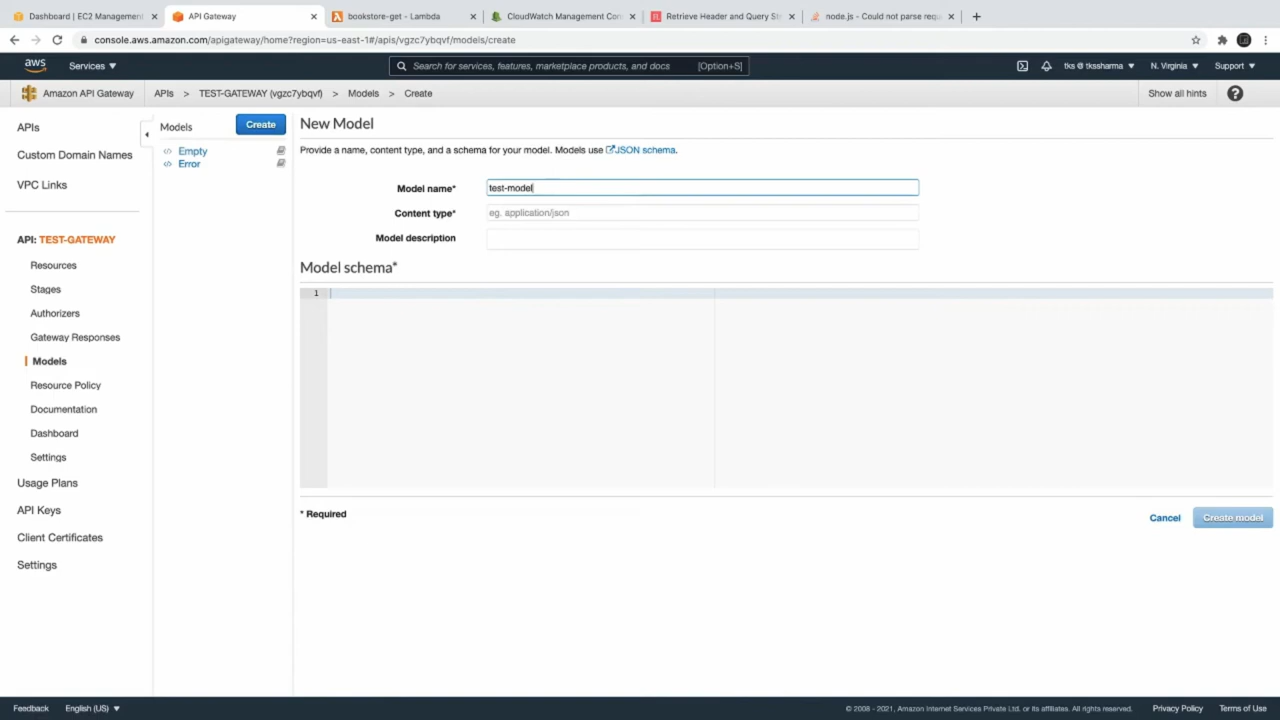 Dashboard | EC2 Management
API Gateway
bookstore-get - Lambda
CloudWatch Management Con
Retrieve Header and Query St
node.js - Could not parse requ
console.aws.amazon.com/apigateway/home?region=us-east-1#/apis/vgzc7ybqvf/models/create
aws
Services
Search for services, features, marketplace products, and docs [Option+S]
tks @ tkssharma
N. Virginia
Support
Amazon API Gateway
APIs > TEST-GATEWAY (vgzc7ybqvf) > Models > Create
Show all hints
APIs
Custom Domain Names
VPC Links
API: TEST-GATEWAY
Resources
Stages
Authorizers
Gateway Responses
Models
Resource Policy
Documentation
Dashboard
Settings
Usage Plans
API Keys
Client Certificates
Settings
Models
Create
Empty
Error
New Model
Provide a name, content type, and a schema for your model. Models use JSON schema.
Model name* test-model
Content type* eg. application/json
Model description
Model schema*
1
* Required
Cancel
Create model
Feedback
English (US)
© 2008 - 2021, Amazon Internet Services Private Ltd. or its affiliates. All rights reserved.
Privacy Policy
Terms of Use